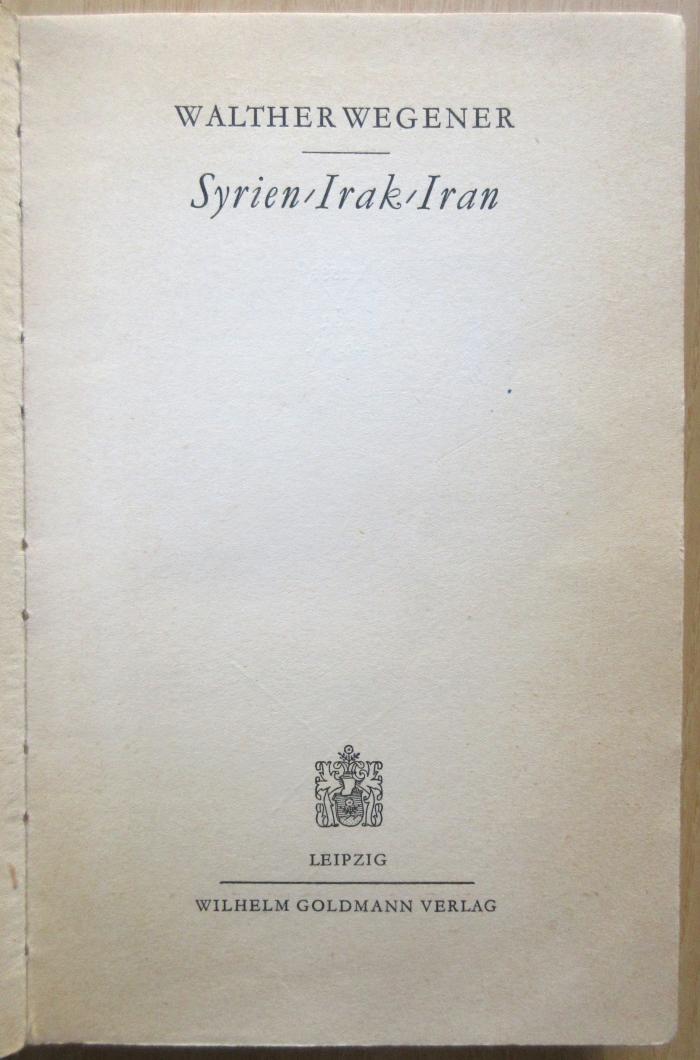 WALTHER WEGENER
Syrien/Irak/Iran
LEIPZIG
WILHELM GOLDMANN VERLAG